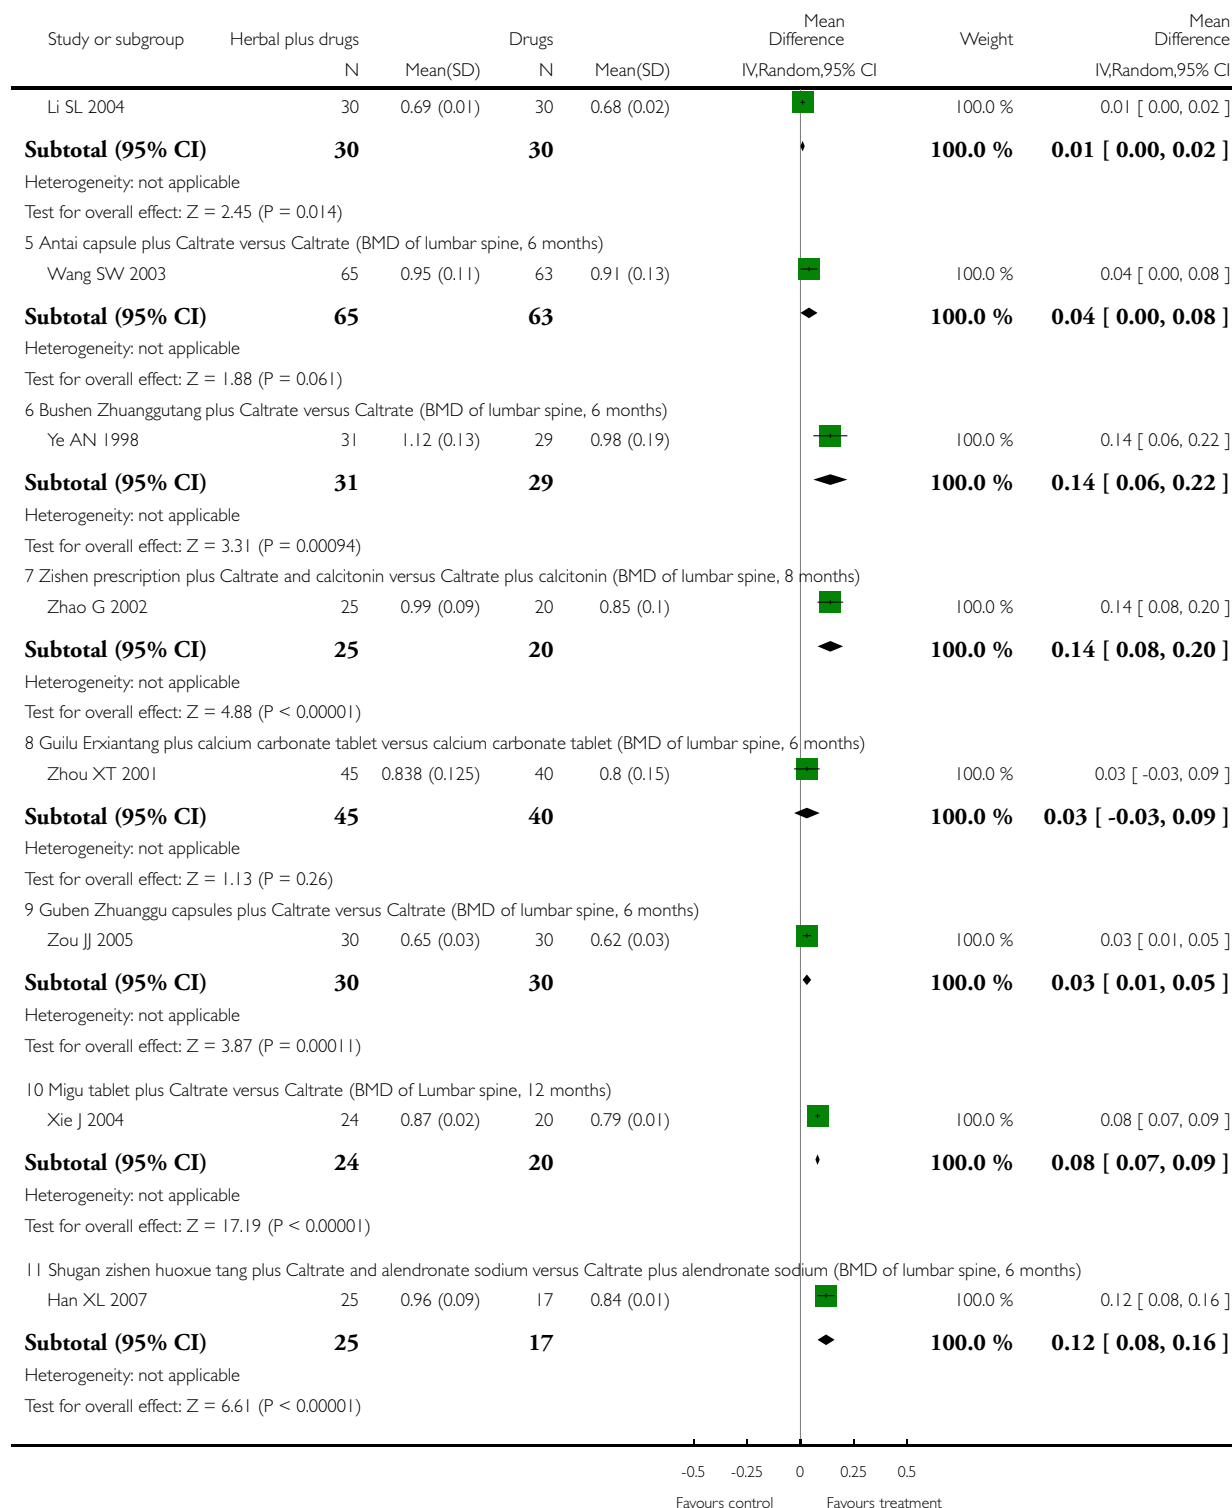 Study or subgroup Herbal plus drugs Drugs Mean Difference Weight Mean Difference
N Mean(SD) N Mean(SD) IV,Random,95% CI IV,Random,95% CI
Li SL 2004 30 0.69 (0.01) 30 0.68 (0.02) 100.0 % 0.01 [ 0.00, 0.02 ]
Subtotal (95% CI) 30 30 100.0 % 0.01 [ 0.00, 0.02 ]
Heterogeneity: not applicable
Test for overall effect: Z = 2.45 (P = 0.014)
5 Antai capsule plus Caltrate versus Caltrate (BMD of lumbar spine, 6 months)
Wang SW 2003 65 0.95 (0.11) 63 0.91 (0.13) 100.0 % 0.04 [ 0.00, 0.08 ]
Subtotal (95% CI) 65 63 100.0 % 0.04 [ 0.00, 0.08 ]
Heterogeneity: not applicable
Test for overall effect: Z = 1.88 (P = 0.061)
6 Bushen Zhuanggutang plus Caltrate versus Caltrate (BMD of lumbar spine, 6 months)
Ye AN 1998 31 1.12 (0.13) 29 0.98 (0.19) 100.0 % 0.14 [ 0.06, 0.22 ]
Subtotal (95% CI) 31 29 100.0 % 0.14 [ 0.06, 0.22 ]
Heterogeneity: not applicable
Test for overall effect: Z = 3.31 (P = 0.00094)
7 Zishen prescription plus Caltrate and calcitonin versus Caltrate plus calcitonin (BMD of lumbar spine, 8 months)
Zhao G 2002 25 0.99 (0.09) 20 0.85 (0.1) 100.0 % 0.14 [ 0.08, 0.20 ]
Subtotal (95% CI) 25 20 100.0 % 0.14 [ 0.08, 0.20 ]
Heterogeneity: not applicable
Test for overall effect: Z = 4.88 (P < 0.00001)
8 Guilu Erxiantang plus calcium carbonate tablet versus calcium carbonate tablet (BMD of lumbar spine, 6 months)
Zhou XT 2001 45 0.838 (0.125) 40 0.8 (0.15) 100.0 % 0.03 [ -0.03, 0.09 ]
Subtotal (95% CI) 45 40 100.0 % 0.03 [ -0.03, 0.09 ]
Heterogeneity: not applicable
Test for overall effect: Z = 1.13 (P = 0.26)
9 Guben Zhuanggu capsules plus Caltrate versus Caltrate (BMD of lumbar spine, 6 months)
Zou JJ 2005 30 0.65 (0.03) 30 0.62 (0.03) 100.0 % 0.03 [ 0.01, 0.05 ]
Subtotal (95% CI) 30 30 100.0 % 0.03 [ 0.01, 0.05 ]
Heterogeneity: not applicable
Test for overall effect: Z = 3.87 (P = 0.00011)
10 Migu tablet plus Caltrate versus Caltrate (BMD of Lumbar spine, 12 months)
Xie J 2004 24 0.87 (0.02) 20 0.79 (0.01) 100.0 % 0.08 [ 0.07, 0.09 ]
Subtotal (95% CI) 24 20 100.0 % 0.08 [ 0.07, 0.09 ]
Heterogeneity: not applicable
Test for overall effect: Z = 17.19 (P < 0.00001)
11 Shugan zishen huoxue tang plus Caltrate and alendronate sodium versus Caltrate plus alendronate sodium (BMD of lumbar spine, 6 months)
Han XL 2007 25 0.96 (0.09) 17 0.84 (0.01) 100.0 % 0.12 [ 0.08, 0.16 ]
Subtotal (95% CI) 25 17 100.0 % 0.12 [ 0.08, 0.16 ]
Heterogeneity: not applicable
Test for overall effect: Z = 6.61 (P < 0.00001)
-0.5 -0.25 0 0.25 0.5
Favours control Favours treatment